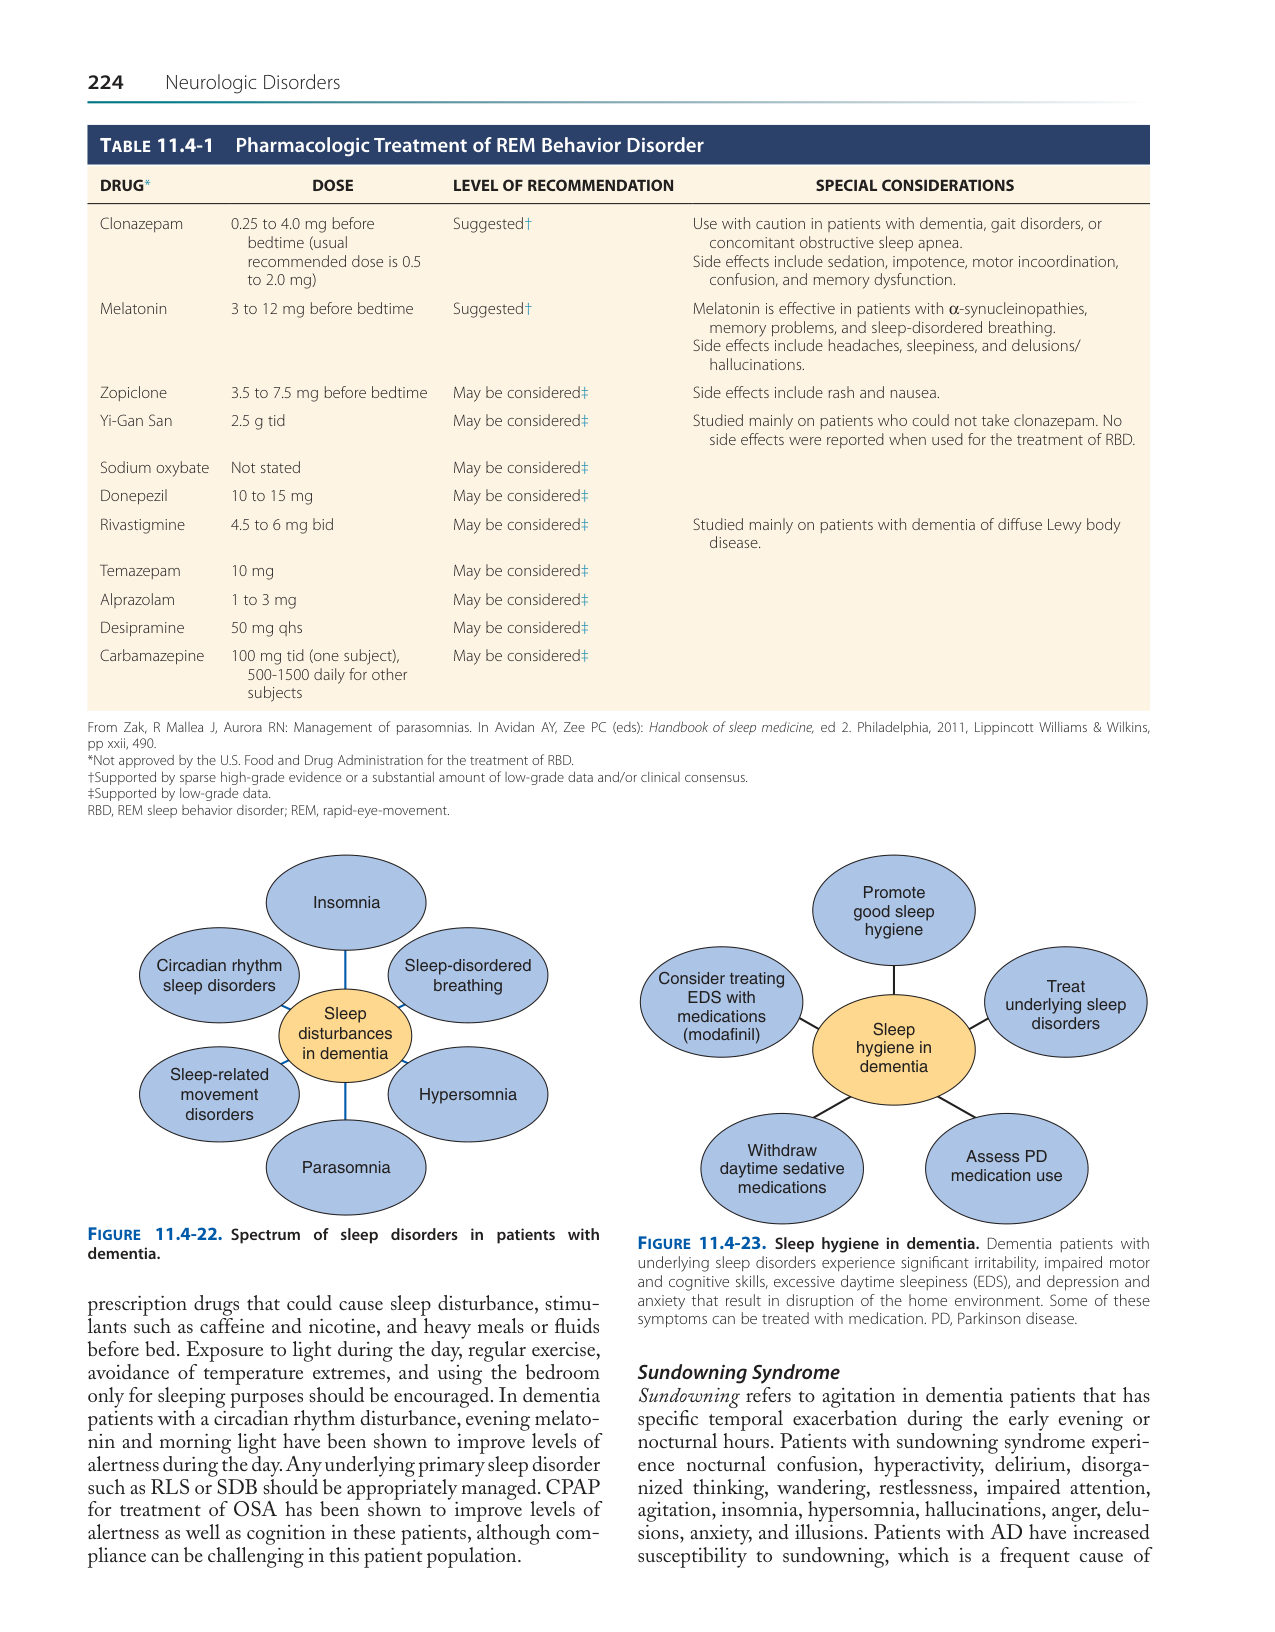 224 Neurologic Disorders
TABLE 11.4-1 Pharmacologic Treatment of REM Behavior Disorder
DRUG* DOSE LEVEL OF RECOMMENDATION SPECIAL CONSIDERATIONS
Clonazepam 0.25 to 4.0 mg before Suggested† Use with caution in patients with dementia, gait disorders, or
bedtime (usual concomitant obstructive sleep apnea.
recommended dose is 0.5 Side effects include sedation, impotence, motor incoordination,
to 2.0 mg) confusion, and memory dysfunction.
Melatonin 3 to 12 mg before bedtime Suggested† Melatonin is effective in patients with α-synucleinopathies,
memory problems, and sleep-disordered breathing.
Side effects include headaches, sleepiness, and delusions/
hallucinations.
Zopiclone 3.5 to 7.5 mg before bedtime May be considered‡ Side effects include rash and nausea.
Yi-Gan San 2.5 g tid May be considered‡ Studied mainly on patients who could not take clonazepam. No
side effects were reported when used for the treatment of RBD.
Sodium oxybate Not stated May be considered‡
Donepezil 10 to 15 mg May be considered‡
Rivastigmine 4.5 to 6 mg bid May be considered‡ Studied mainly on patients with dementia of diffuse Lewy body
disease.
Temazepam 10 mg May be considered‡
Alprazolam 1 to 3 mg May be considered‡
Desipramine 50 mg qhs May be considered‡
Carbamazepine 100 mg tid (one subject), May be considered‡
500-1500 daily for other
subjects
From Zak, R Mallea J, Aurora RN: Management of parasomnias. In Avidan AY, Zee PC (eds): Handbook of sleep medicine, ed 2. Philadelphia, 2011, Lippincott Williams & Wilkins,
pp xxii, 490.
*Not approved by the U.S. Food and Drug Administration for the treatment of RBD.
†Supported by sparse high-grade evidence or a substantial amount of low-grade data and/or clinical consensus.
‡Supported by low-grade data.
RBD, REM sleep behavior disorder; REM, rapid-eye-movement.
Insomnia
Circadian rhythm
sleep disorders
Sleep-disordered
breathing
Sleep
disturbances
in dementia
Sleep-related
movement
disorders
Hypersomnia
Parasomnia
FIGURE 11.4-22. Spectrum of sleep disorders in patients with
dementia.
prescription drugs that could cause sleep disturbance, stimu-
lants such as caffeine and nicotine, and heavy meals or fluids
before bed. Exposure to light during the day, regular exercise,
avoidance of temperature extremes, and using the bedroom
only for sleeping purposes should be encouraged. In dementia
patients with a circadian rhythm disturbance, evening melato-
nin and morning light have been shown to improve levels of
alertness during the day. Any underlying primary sleep disorder
such as RLS or SDB should be appropriately managed. CPAP
for treatment of OSA has been shown to improve levels of
alertness as well as cognition in these patients, although com-
pliance can be challenging in this patient population.
Promote
good sleep
hygiene
Consider treating
EDS with
medications
(modafinil)
Treat
underlying sleep
disorders
Sleep
hygiene in
dementia
Withdraw
daytime sedative
medications
Assess PD
medication use
FIGURE 11.4-23. Sleep hygiene in dementia. Dementia patients with
underlying sleep disorders experience significant irritability, impaired motor
and cognitive skills, excessive daytime sleepiness (EDS), and depression and
anxiety that result in disruption of the home environment. Some of these
symptoms can be treated with medication. PD, Parkinson disease.
Sundowning Syndrome
Sundowning refers to agitation in dementia patients that has
specific temporal exacerbation during the early evening or
nocturnal hours. Patients with sundowning syndrome experi-
ence nocturnal confusion, hyperactivity, delirium, disorga-
nized thinking, wandering, restlessness, impaired attention,
agitation, insomnia, hypersomnia, hallucinations, anger, delu-
sions, anxiety, and illusions. Patients with AD have increased
susceptibility to sundowning, which is a frequent cause of